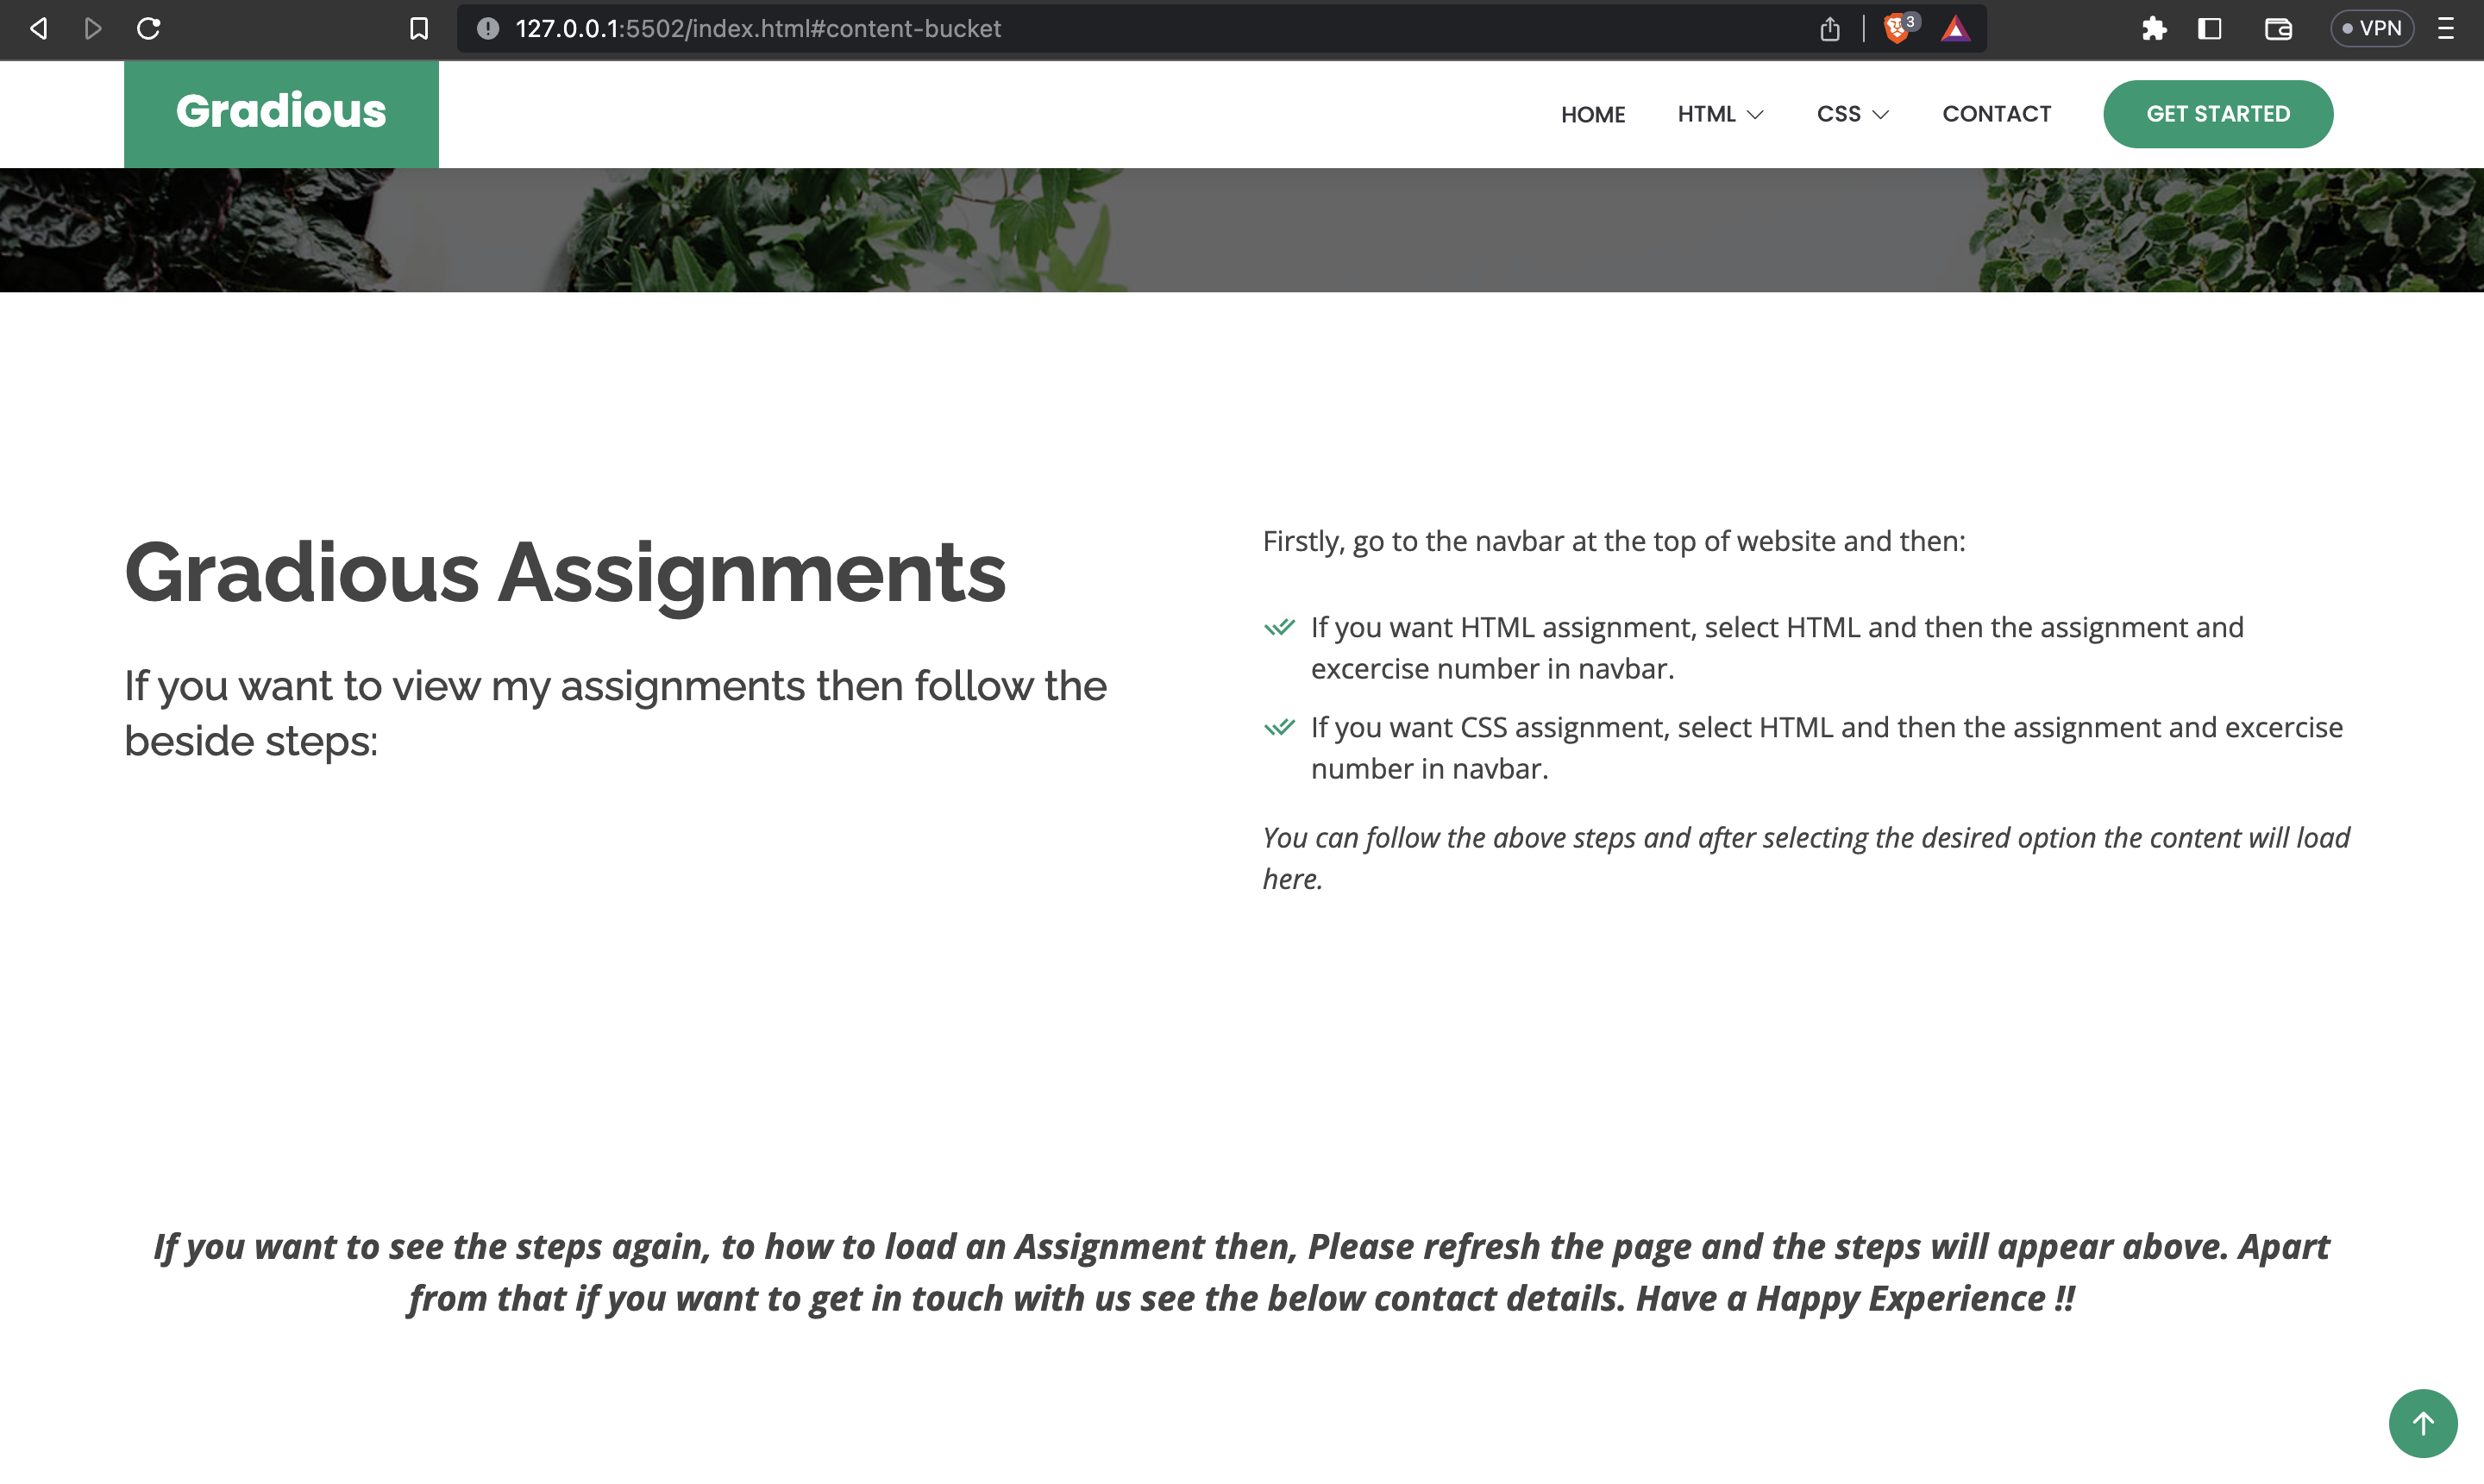 127.0.0.1:5502/index.html#content-bucket
3
VPN
Gradious
HOME
HTML
CSS
CONTACT
GET STARTED
Gradious Assignments
If you want to view my assignments then follow the
beside steps:
Firstly, go to the navbar at the top of website and then:
If you want HTML assignment, select HTML and then the assignment and
excercise number in navbar.
If you want CSS assignment, select HTML and then the assignment and excercise
number in navbar.
You can follow the above steps and after selecting the desired option the content will load
here.
If you want to see the steps again, to how to load an Assignment then, Please refresh the page and the steps will appear above. Apart
from that if you want to get in touch with us see the below contact details. Have a Happy Experience !!